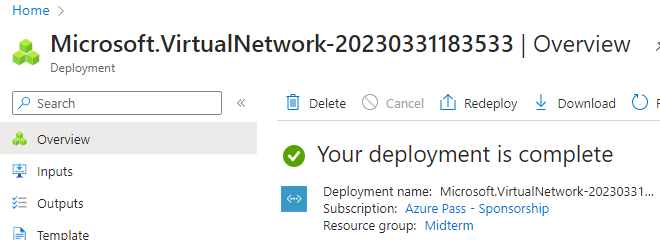 Home
Microsoft.VirtualNetwork-20230331183533 | Overview
Deployment
Search
«
Delete
Cancel
Redeploy
Download
Overview
Your deployment is complete
Inputs
Deployment name: Microsoft.VirtualNetwork-20230331...
Outputs
Subscription: Azure Pass - Sponsorship
Resource group: Midterm
Template